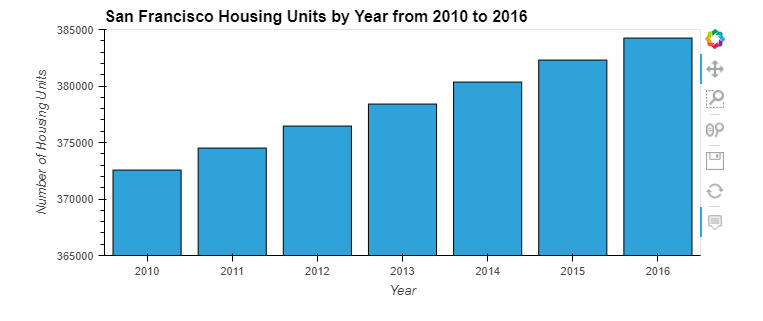 San Francisco Housing Units by Year from 2010 to 2016
385000
380000
375000
370000
365000
Number of Housing Units
2010 2011 2012 2013 2014 2015 2016
Year